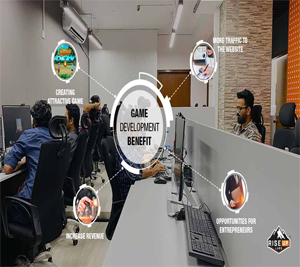 MORE TRAFFIC TO
THE WEBSITE
CREATING
ATTRACTIVE GAME
GAME
DEVELOPMENT
BENEFIT
INCREASE REVENUE
OPPORTUNITIES FOR
ENTREPRENEURS
RISE UP